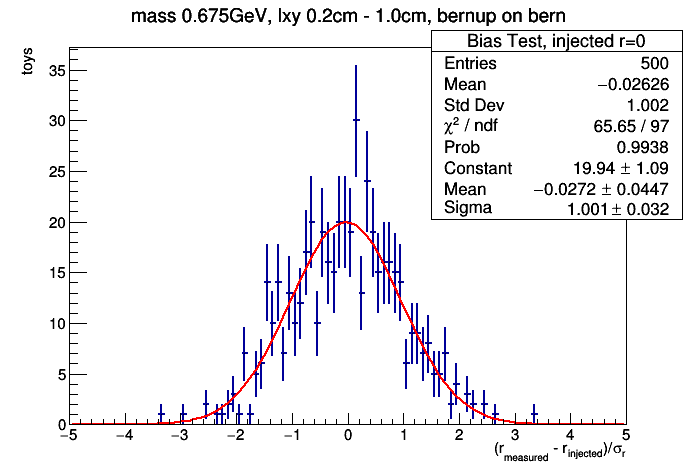 mass 0.675GeV, lxy 0.2cm - 1.0cm, bernup on bern
Bias Test, injected r=0
Entries 500
Mean −0.02626
Std Dev 1.002
χ² / ndf 65.65 / 97
Prob 0.9938
Constant 19.94 ± 1.09
Mean −0.0272 ± 0.0447
Sigma 1.001 ± 0.032
toys
35
30
25
20
15
10
5
0
−5 −4 −3 −2 −1 0 1 2 3 4 5
(r_measured - r_injected)/σ_r